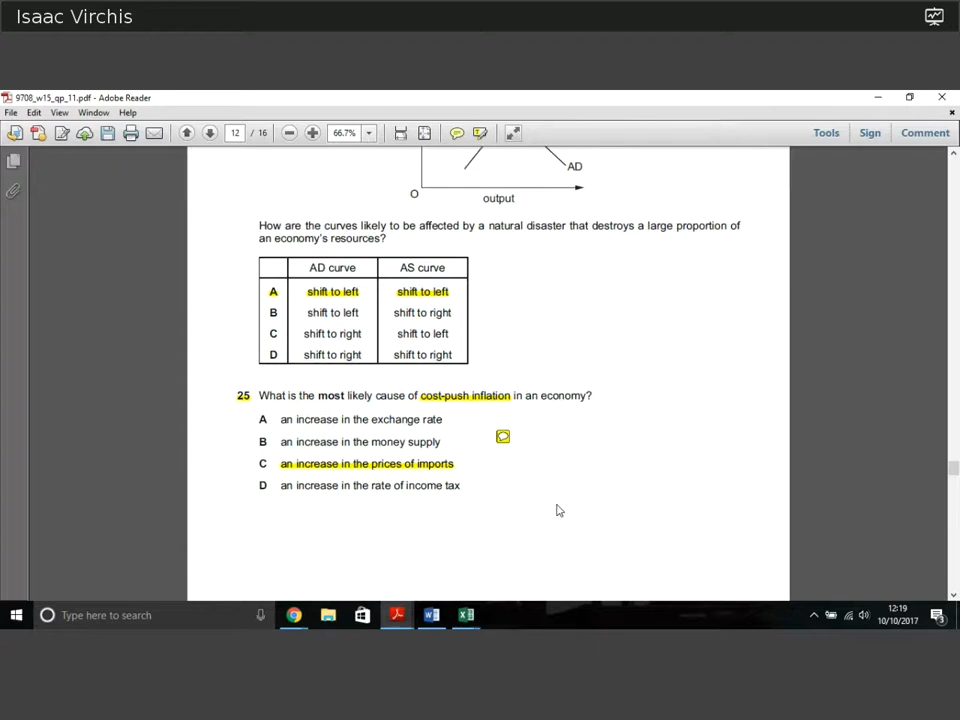 Isaac Virchis
9708_w15_qp_11.pdf - Adobe Reader
File Edit View Window Help
12 / 16 66.7% Tools Sign Comment
AD
O
output
How are the curves likely to be affected by a natural disaster that destroys a large proportion of
an economy's resources?
AD curve AS curve
A shift to left shift to left
B shift to left shift to right
C shift to right shift to left
D shift to right shift to right
25 What is the most likely cause of cost-push inflation in an economy?
A an increase in the exchange rate
B an increase in the money supply
C an increase in the prices of imports
D an increase in the rate of income tax
Type here to search
12:19
10/10/2017
3